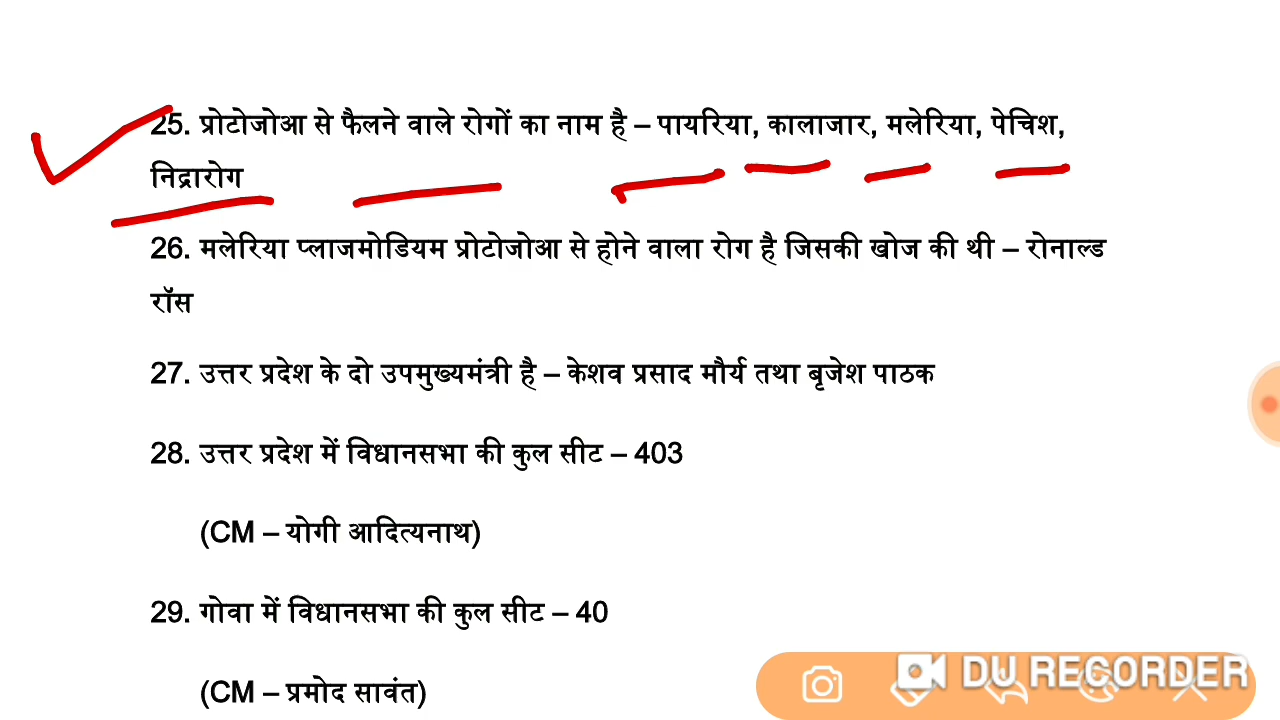 25. प्रोटोजोआ से फैलने वाले रोगों का नाम है – पायरिया, कालाजार, मलेरिया, पेचिश,
निद्रारोग
26. मलेरिया प्लाजमोडियम प्रोटोजोआ से होने वाला रोग है जिसकी खोज की थी – रोनाल्ड
रॉस
27. उत्तर प्रदेश के दो उपमुख्यमंत्री है – केशव प्रसाद मौर्य तथा बृजेश पाठक
28. उत्तर प्रदेश में विधानसभा की कुल सीट – 403
(CM – योगी आदित्यनाथ)
29. गोवा में विधानसभा की कुल सीट – 40
(CM – प्रमोद सावंत)
DU RECORDER